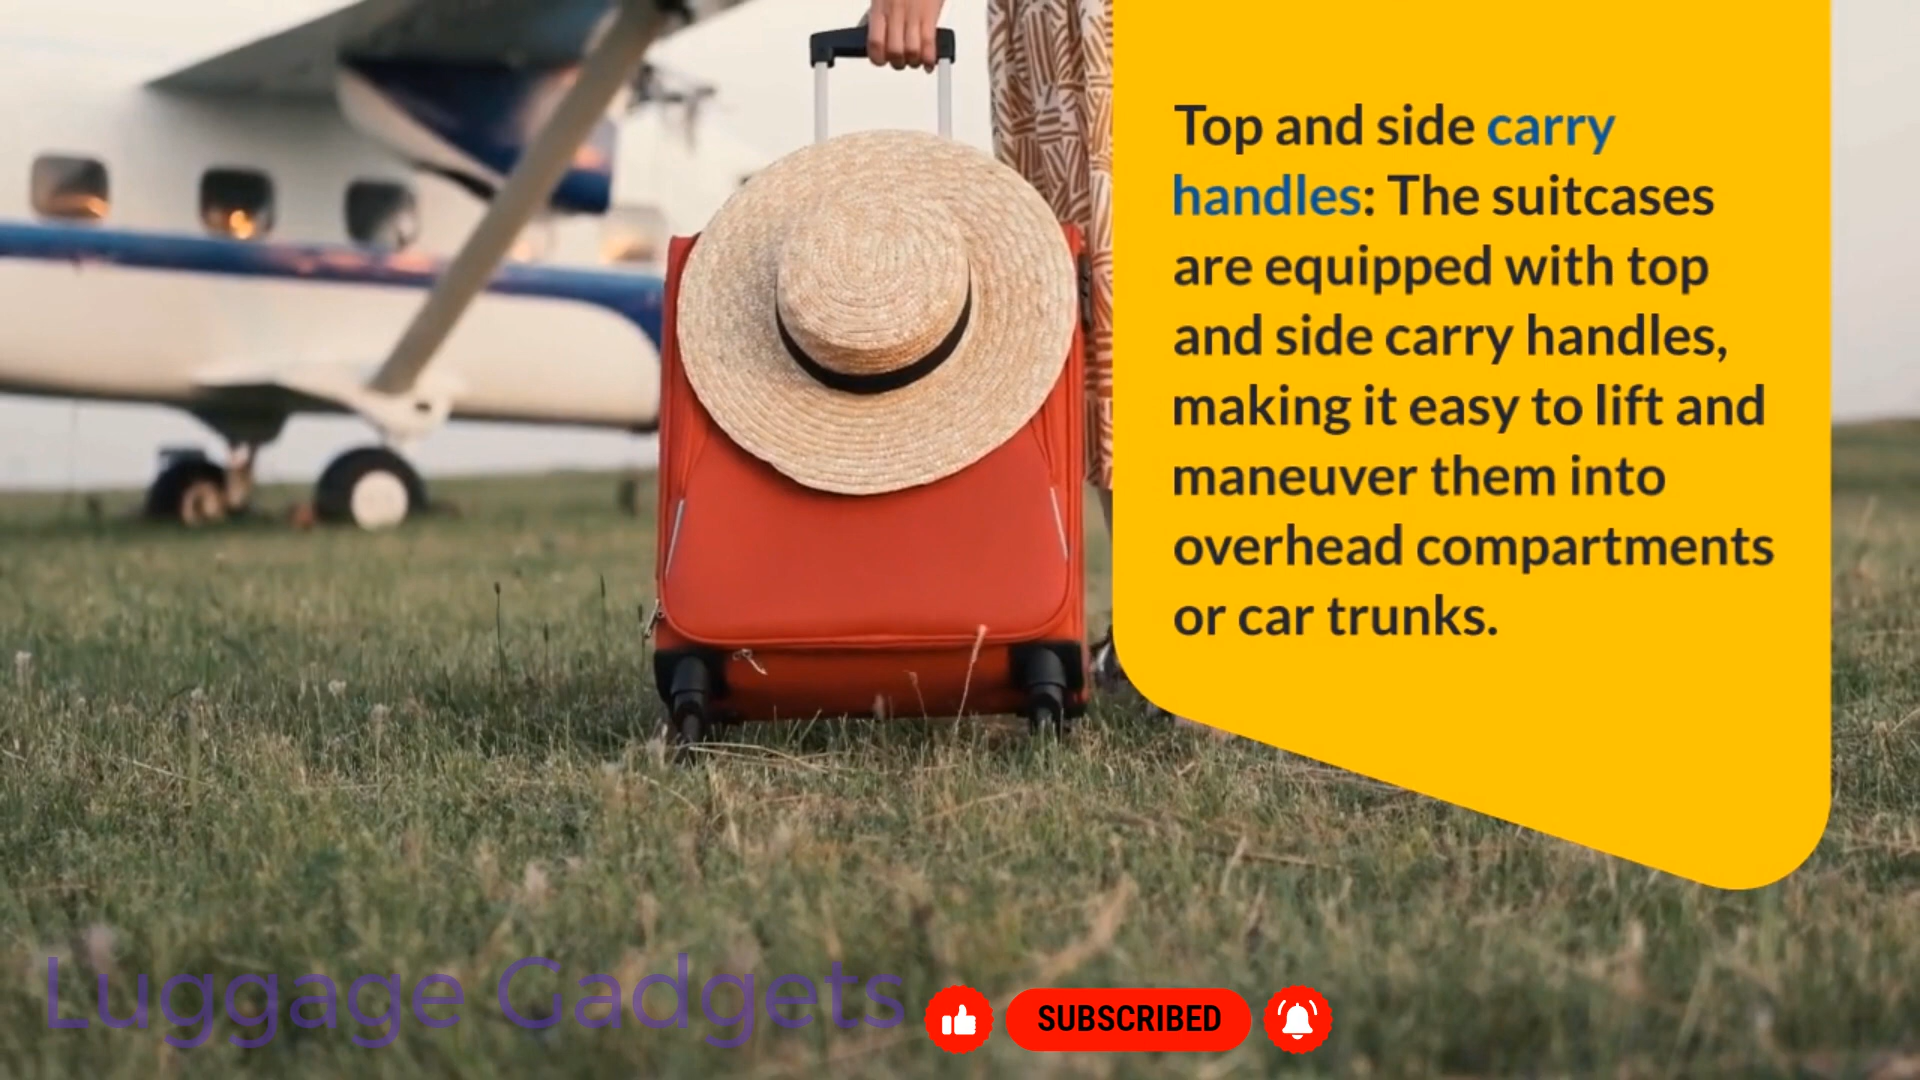 Top and side carry
handles: The suitcases
are equipped with top
and side carry handles,
making it easy to lift and
maneuver them into
overhead compartments
or car trunks.
Luggage Gadgets
SUBSCRIBED